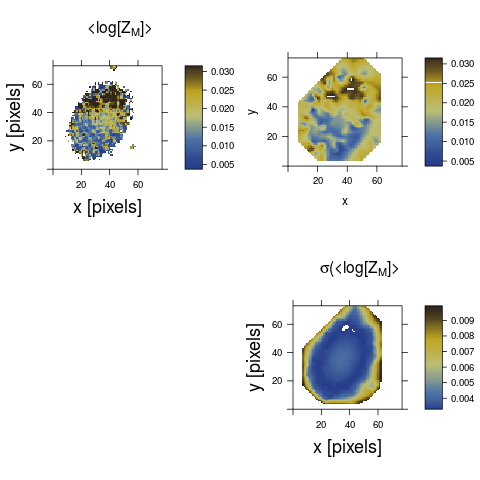 <log[Z_M]>
60
40
20
20 40 60
x [pixels]
y [pixels]
0.030
0.025
0.020
0.015
0.010
0.005
60
40
20
20 40 60
x
y
0.030
0.025
0.020
0.015
0.010
0.005
σ(<log[Z_M]>
60
40
20
20 40 60
x [pixels]
y [pixels]
0.009
0.008
0.007
0.006
0.005
0.004